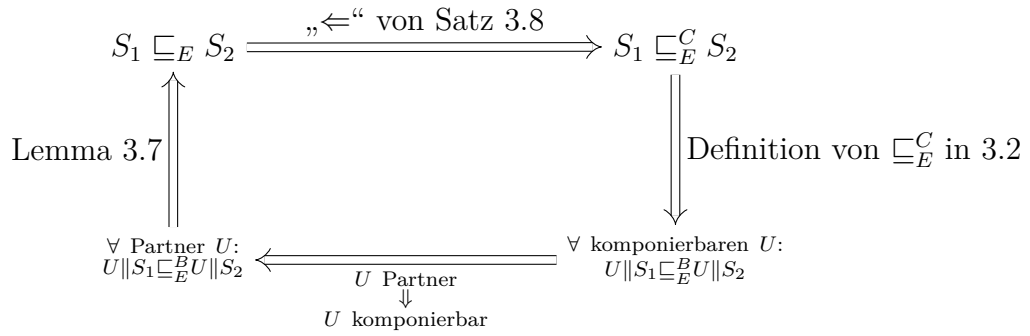 „⇐“ von Satz 3.8
S₁ ⊑_E S₂
S₁ ⊑_E^C S₂
Lemma 3.7
Definition von ⊑_E^C in 3.2
∀ Partner U:
U∥S₁⊑_E^B U∥S₂
∀ komponierbaren U:
U∥S₁⊑_E^B U∥S₂
U Partner
⇓
U komponierbar